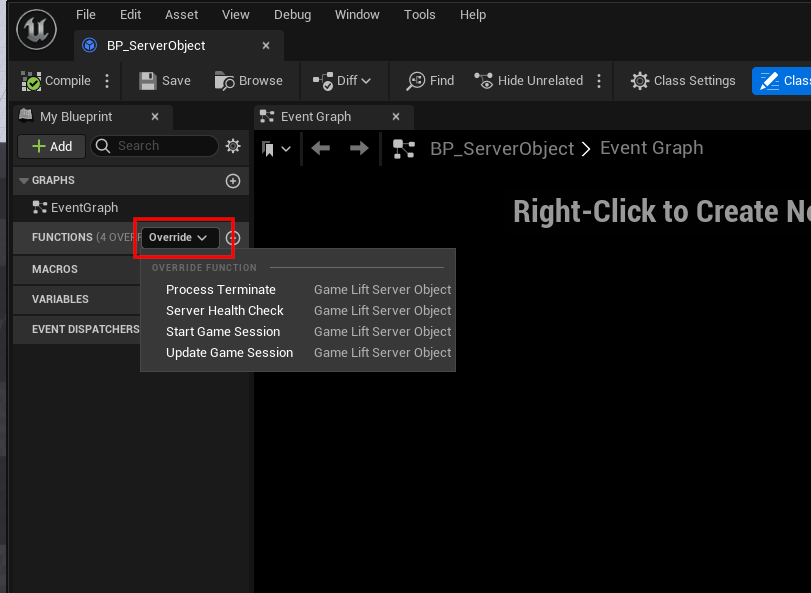 File Edit Asset View Debug Window Tools Help
BP_ServerObject
Compile Save Browse Diff Find Hide Unrelated Class Settings
My Blueprint Event Graph
Add Search BP_ServerObject Event Graph
GRAPHS
EventGraph
Right-Click to Create
FUNCTIONS (4 Override
MACROS
OVERRIDE FUNCTION
Process Terminate Game Lift Server Object
VARIABLES
Server Health Check Game Lift Server Object
EVENT DISPATCHERS
Start Game Session Game Lift Server Object
Update Game Session Game Lift Server Object